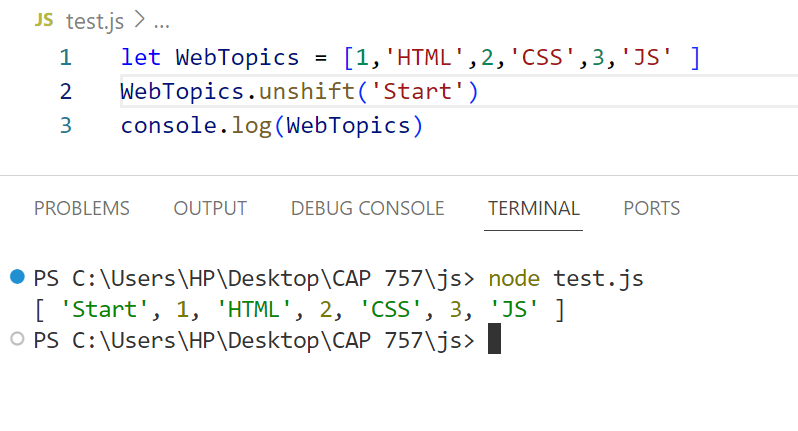 JS test.js > ...
1 let WebTopics = [1,'HTML',2,'CSS',3,'JS' ]
2 WebTopics.unshift('Start')
3 console.log(WebTopics)
PROBLEMS OUTPUT DEBUG CONSOLE TERMINAL PORTS
PS C:\Users\HP\Desktop\CAP 757\js> node test.js
[ 'Start', 1, 'HTML', 2, 'CSS', 3, 'JS' ]
PS C:\Users\HP\Desktop\CAP 757\js>